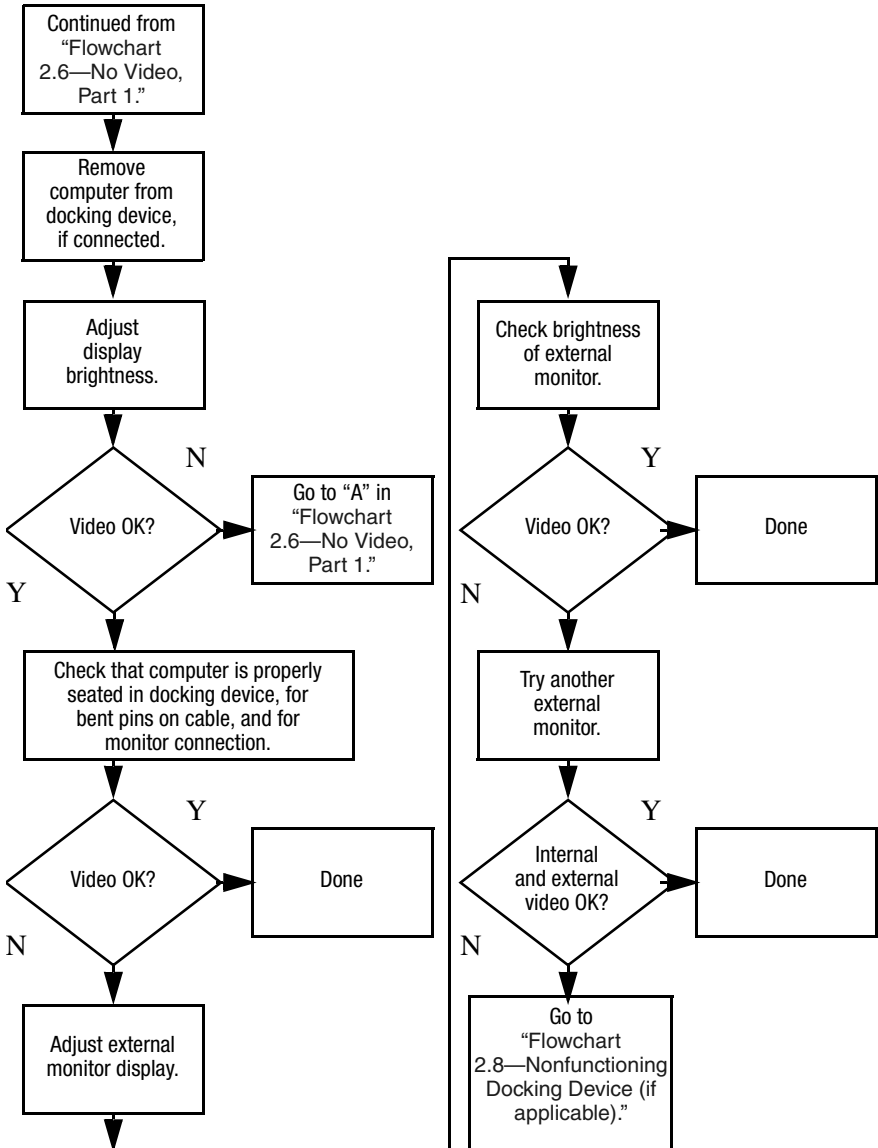 Continued from
“Flowchart
2.6—No Video,
Part 1.”
Remove
computer from
docking device,
if connected.
Adjust
display
brightness.
N
Video OK?
Go to “A” in
“Flowchart
2.6—No Video,
Part 1.”
Y
Check that computer is properly
seated in docking device, for
bent pins on cable, and for
monitor connection.
Y
Video OK?
Done
N
Adjust external
monitor display.
Check brightness
of external
monitor.
Y
Video OK?
Done
N
Try another
external
monitor.
Y
Internal
and external
video OK?
Done
N
Go to
“Flowchart
2.8—Nonfunctioning
Docking Device (if
applicable).”